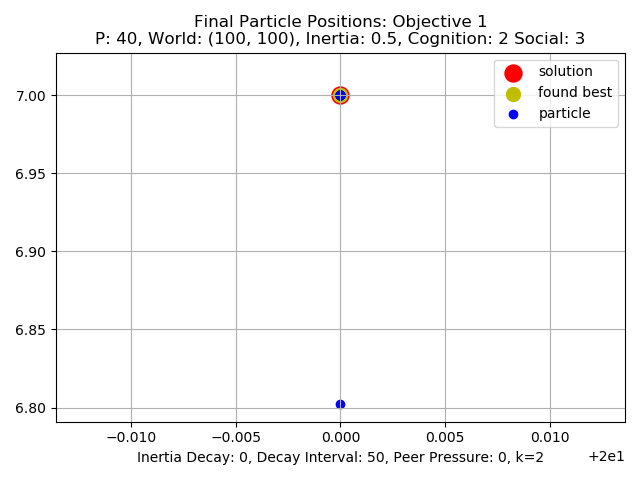 Final Particle Positions: Objective 1
P: 40, World: (100, 100), Inertia: 0.5, Cognition: 2 Social: 3
solution
found best
particle
7.00
6.95
6.90
6.85
6.80
−0.010 −0.005 0.000 0.005 0.010
Inertia Decay: 0, Decay Interval: 50, Peer Pressure: 0, k=2
+2e1